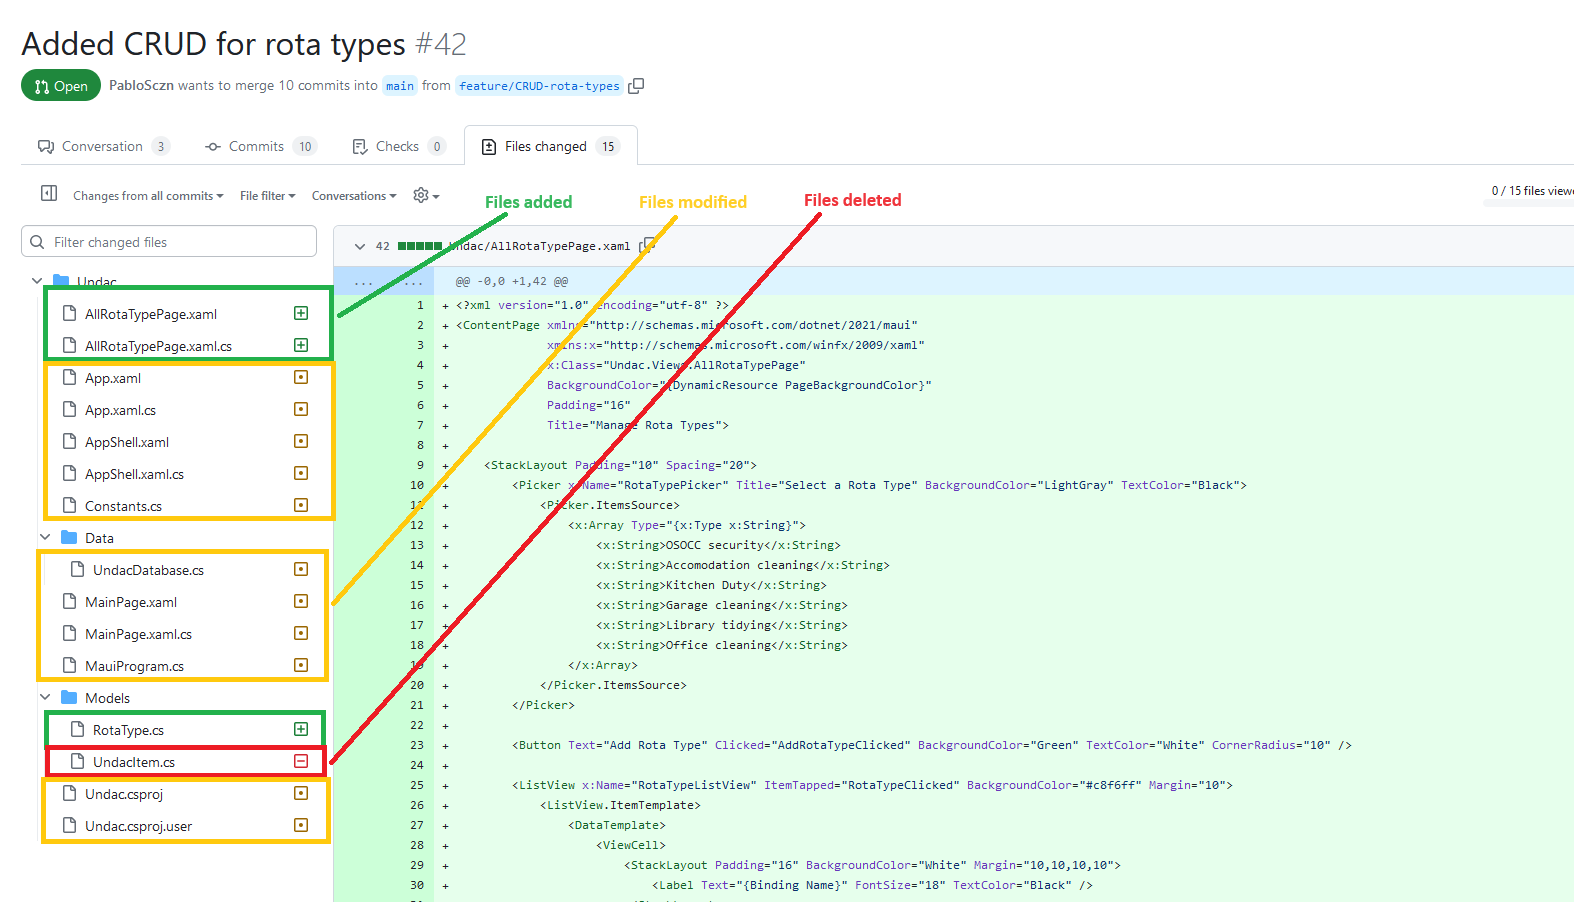 Added CRUD for rota types #42
Open PabloSczn wants to merge 10 commits into main from feature/CRUD-rota-types
Conversation 3 Commits 10 Checks 0 Files changed 15
Changes from all commits File filter Conversations 0 / 15 files
Files added Files modified Files deleted
Filter changed files
42 Undac/AllRotaTypePage.xaml
Undac
... ... @@ -0,0 +1,42 @@
AllRotaTypePage.xaml
AllRotaTypePage.xaml.cs
App.xaml
App.xaml.cs
AppShell.xaml
AppShell.xaml.cs
Constants.cs
Data
UndacDatabase.cs
MainPage.xaml
MainPage.xaml.cs
MauiProgram.cs
Models
RotaType.cs
UndacItem.cs
Undac.csproj
Undac.csproj.user
1 + <?xml version="1.0" encoding="utf-8" ?>
2 + <ContentPage xmlns="http://schemas.microsoft.com/dotnet/2021/maui"
3 + xmlns:x="http://schemas.microsoft.com/winfx/2009/xaml"
4 + x:Class="Undac.Views.AllRotaTypePage"
5 + BackgroundColor="{DynamicResource PageBackgroundColor}"
6 + Padding="16"
7 + Title="Manage Rota Types">
8 +
9 + <StackLayout Padding="10" Spacing="20">
10 + <Picker x:Name="RotaTypePicker" Title="Select a Rota Type" BackgroundColor="LightGray" TextColor="Black">
11 + <Picker.ItemsSource>
12 + <x:Array Type="{x:Type x:String}">
13 + <x:String>OSOCC security</x:String>
14 + <x:String>Accomodation cleaning</x:String>
15 + <x:String>Kitchen Duty</x:String>
16 + <x:String>Garage cleaning</x:String>
17 + <x:String>Library tidying</x:String>
18 + <x:String>Office cleaning</x:String>
19 + </x:Array>
20 + </Picker.ItemsSource>
21 + </Picker>
22 +
23 + <Button Text="Add Rota Type" Clicked="AddRotaTypeClicked" BackgroundColor="Green" TextColor="White" CornerRadius="10" />
24 +
25 + <ListView x:Name="RotaTypeListView" ItemTapped="RotaTypeClicked" BackgroundColor="#c8f6ff" Margin="10">
26 + <ListView.ItemTemplate>
27 + <DataTemplate>
28 + <ViewCell>
29 + <StackLayout Padding="16" BackgroundColor="White" Margin="10,10,10,10">
30 + <Label Text="{Binding Name}" FontSize="18" TextColor="Black" />